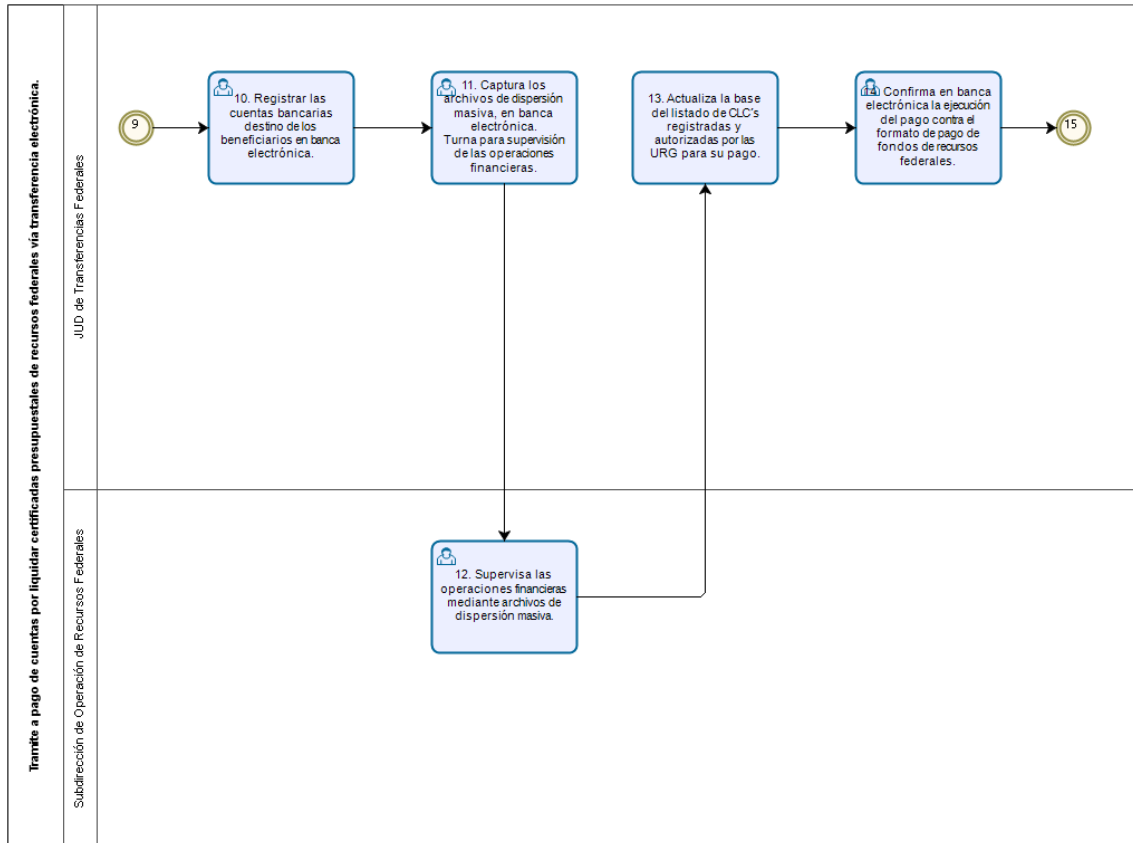 Tramite a pago de cuentas por liquidar certificadas presupuestales de recursos federales vía transferencia electrónica.
JUD de Transferencias Federales
9
10. Registrar las
cuentas bancarias
destino de los
beneficiarios en banca
electrónica.
11. Captura los
archivos de dispersión
masiva, en banca
electrónica.
Turna para supervisión
de las operaciones
financieras.
13. Actualiza la base
del listado de CLC's
registradas y
autorizadas por las
URG para su pago.
14. Confirma en banca
electrónica la ejecución
del pago contra el
formato de pago de
fondos de recursos
federales.
15
Subdirección de Operación de Recursos Federales
12. Supervisa las
operaciones financieras
mediante archivos de
dispersión masiva.